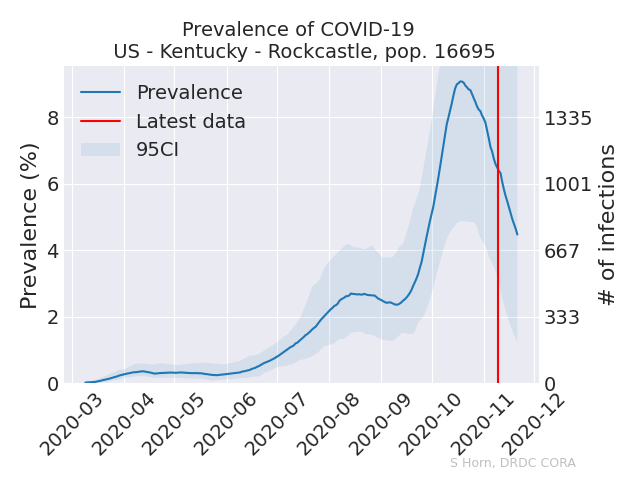 Prevalence of COVID-19
US - Kentucky - Rockcastle, pop. 16695
Prevalence
Latest data
95CI
Prevalence (%)
8
6
4
2
0
1335
1001
667
333
0
# of infections
2020-03
2020-04
2020-05
2020-06
2020-07
2020-08
2020-09
2020-10
2020-11
2020-12
S Horn, DRDC CORA